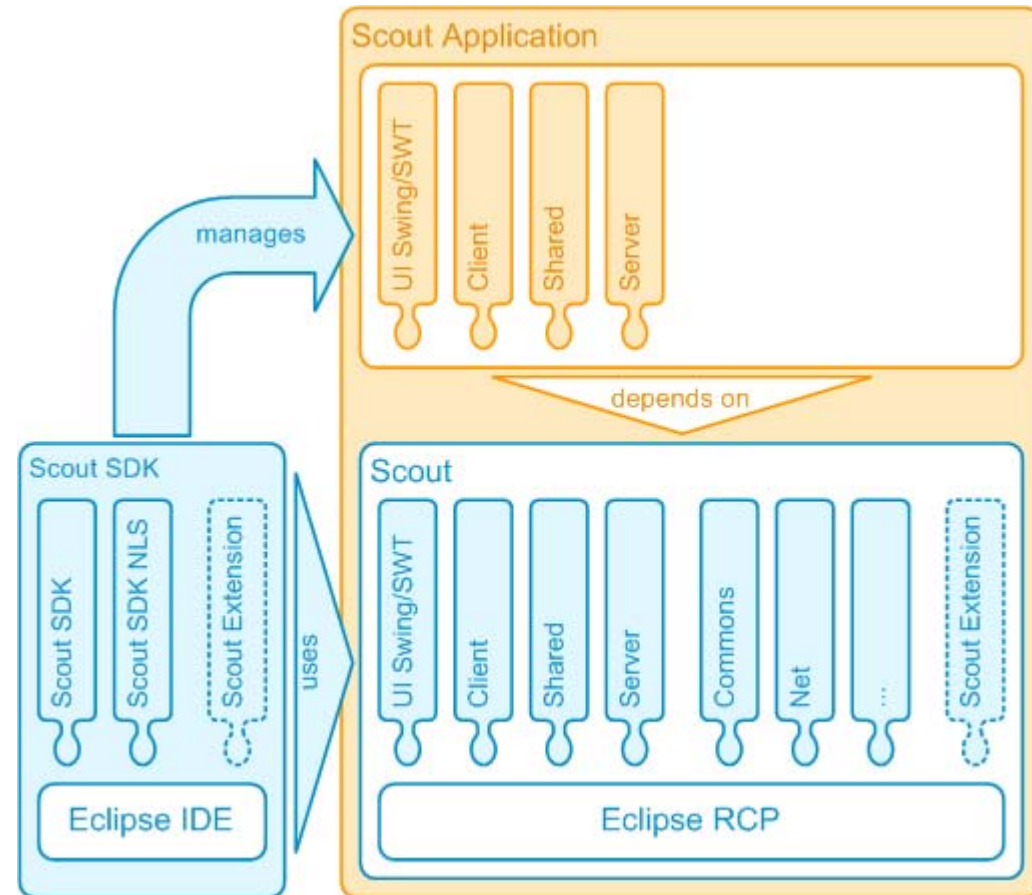 Scout Application
UI Swing/SWT
Client
Shared
Server
manages
depends on
Scout SDK
Scout SDK
Scout SDK NLS
Scout Extension
Eclipse IDE
uses
Scout
UI Swing/SWT
Client
Shared
Server
Commons
Net
...
Scout Extension
Eclipse RCP